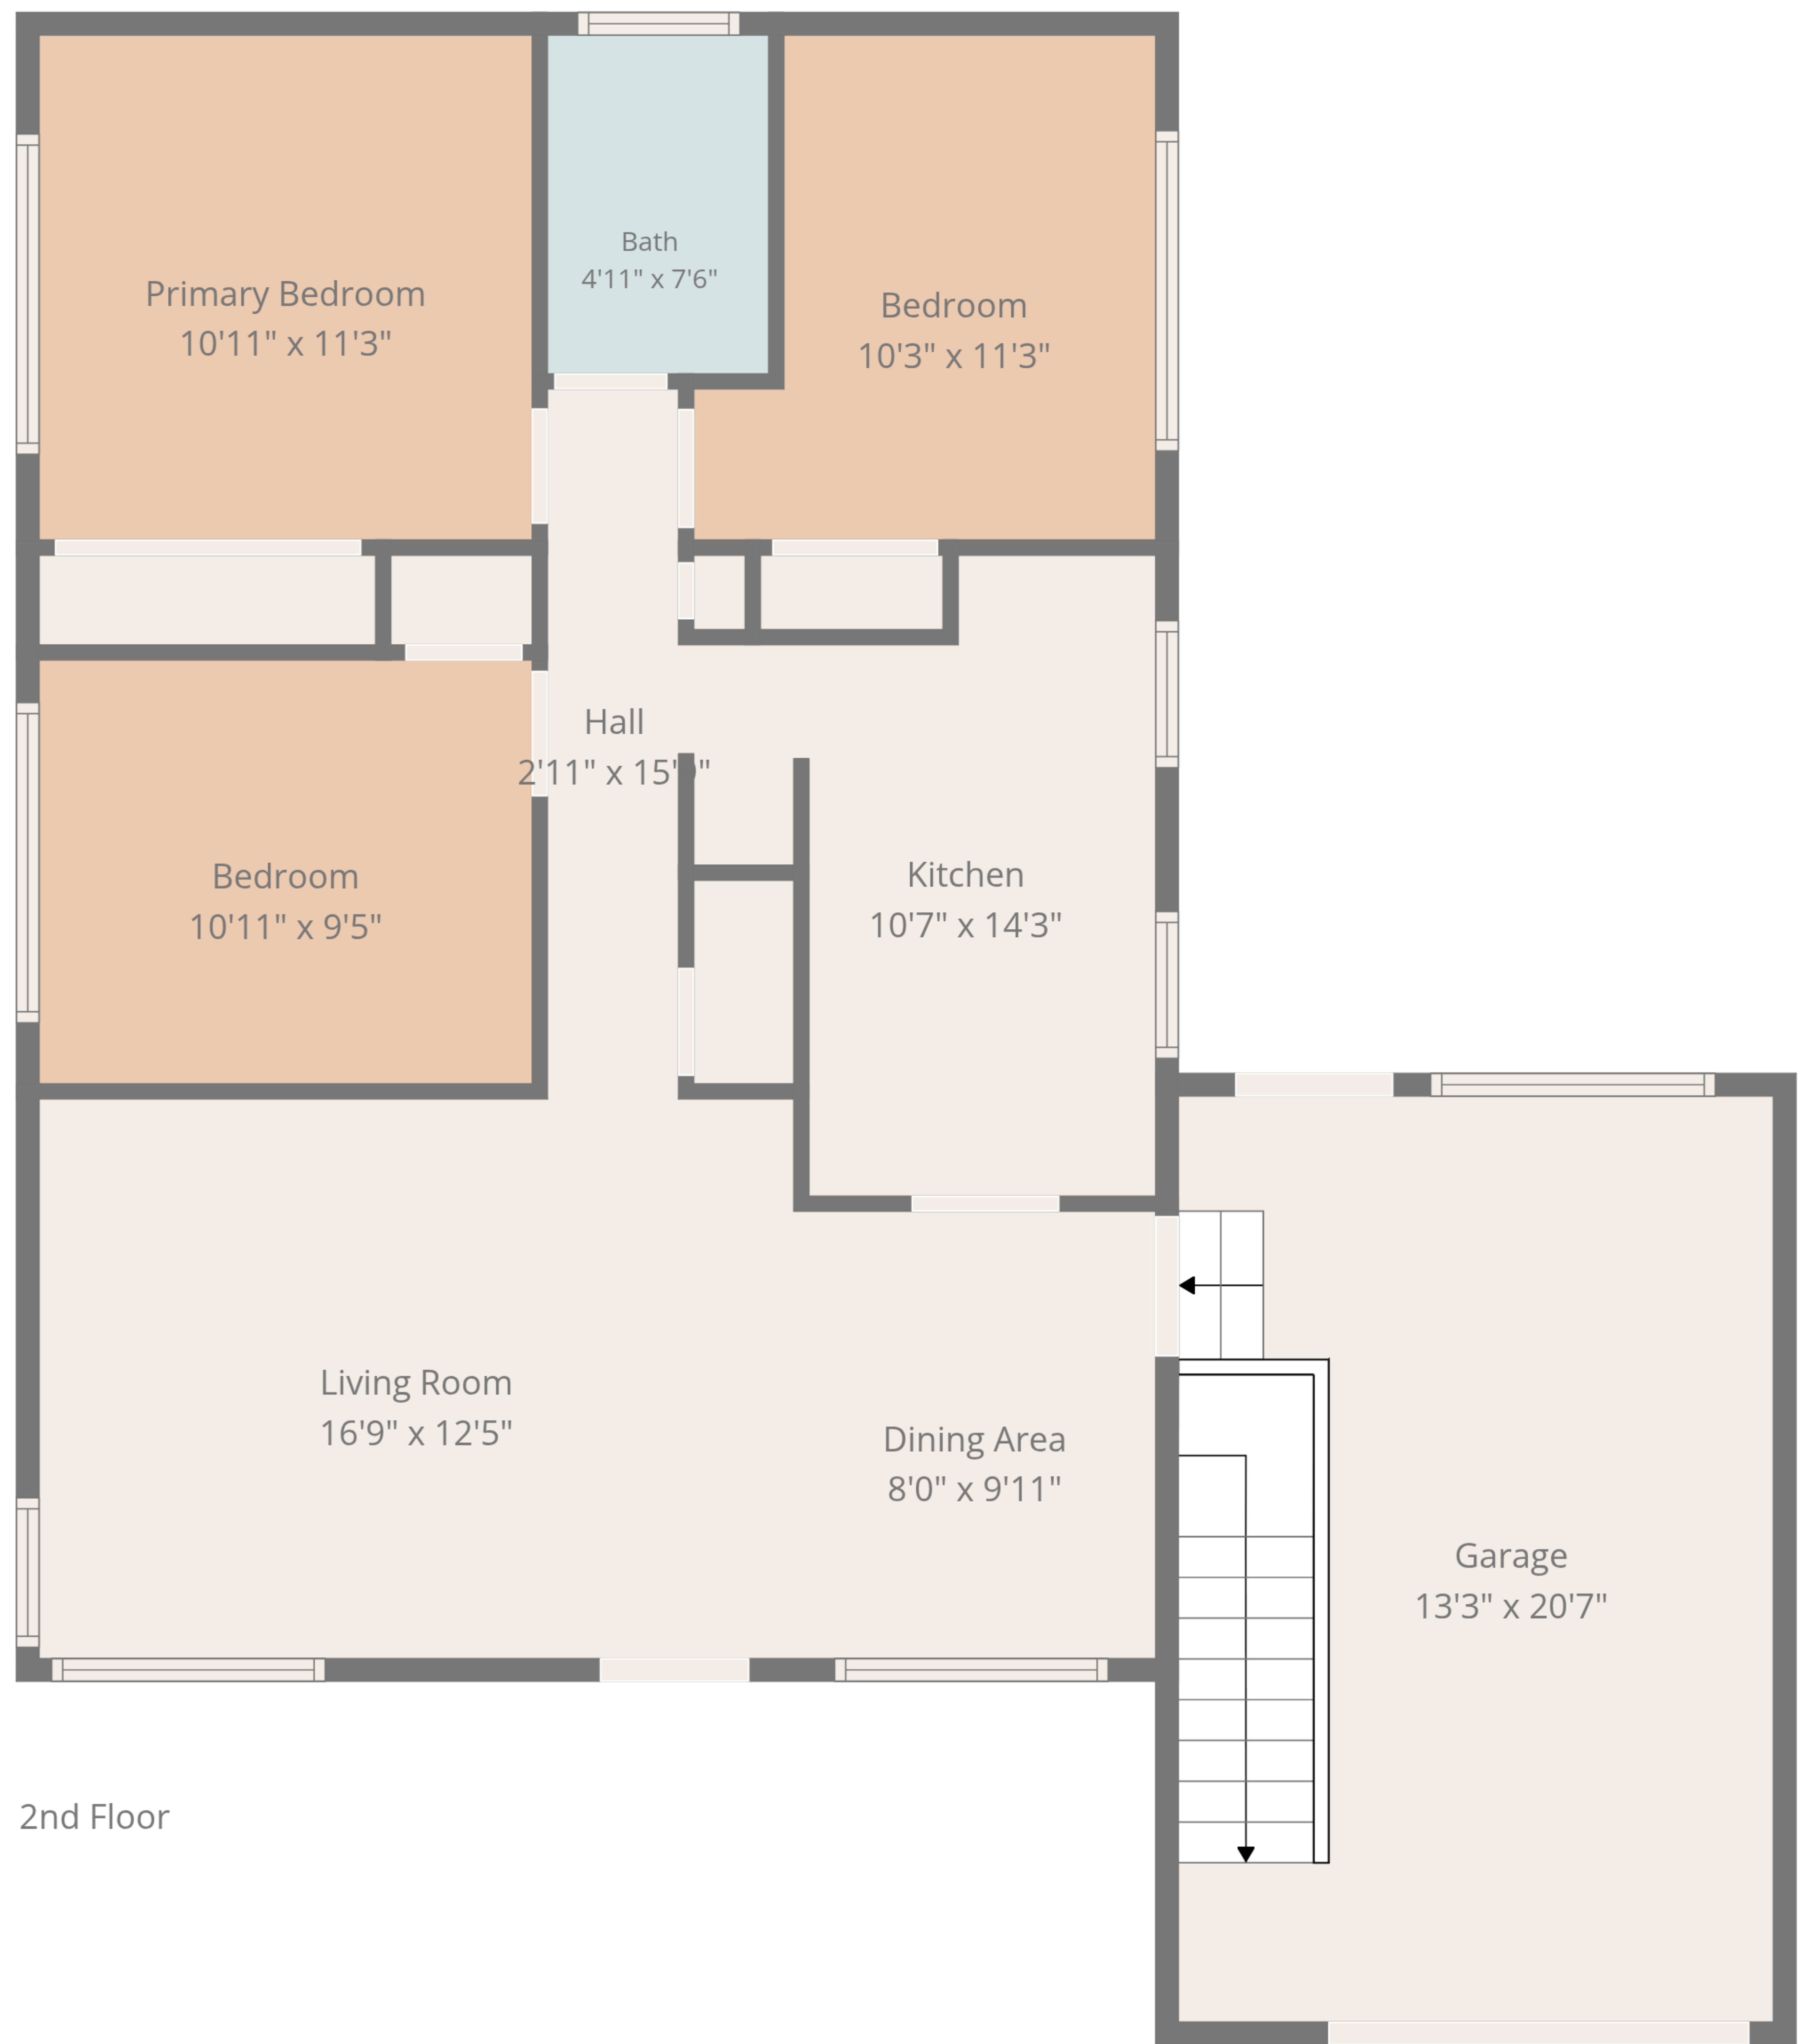 Bath
4'11" x 7'6"
Primary Bedroom
10'11" x 11'3"
Bedroom
10'3" x 11'3"
Hall
2'11" x
Bedroom
10'11" x 9'5"
Kitchen
10'7" x 14'3"
Living Room
16'9" x 12'5"
Dining Area
8'0" x 9'11"
Garage
13'3" x 20'7"
2nd Floor